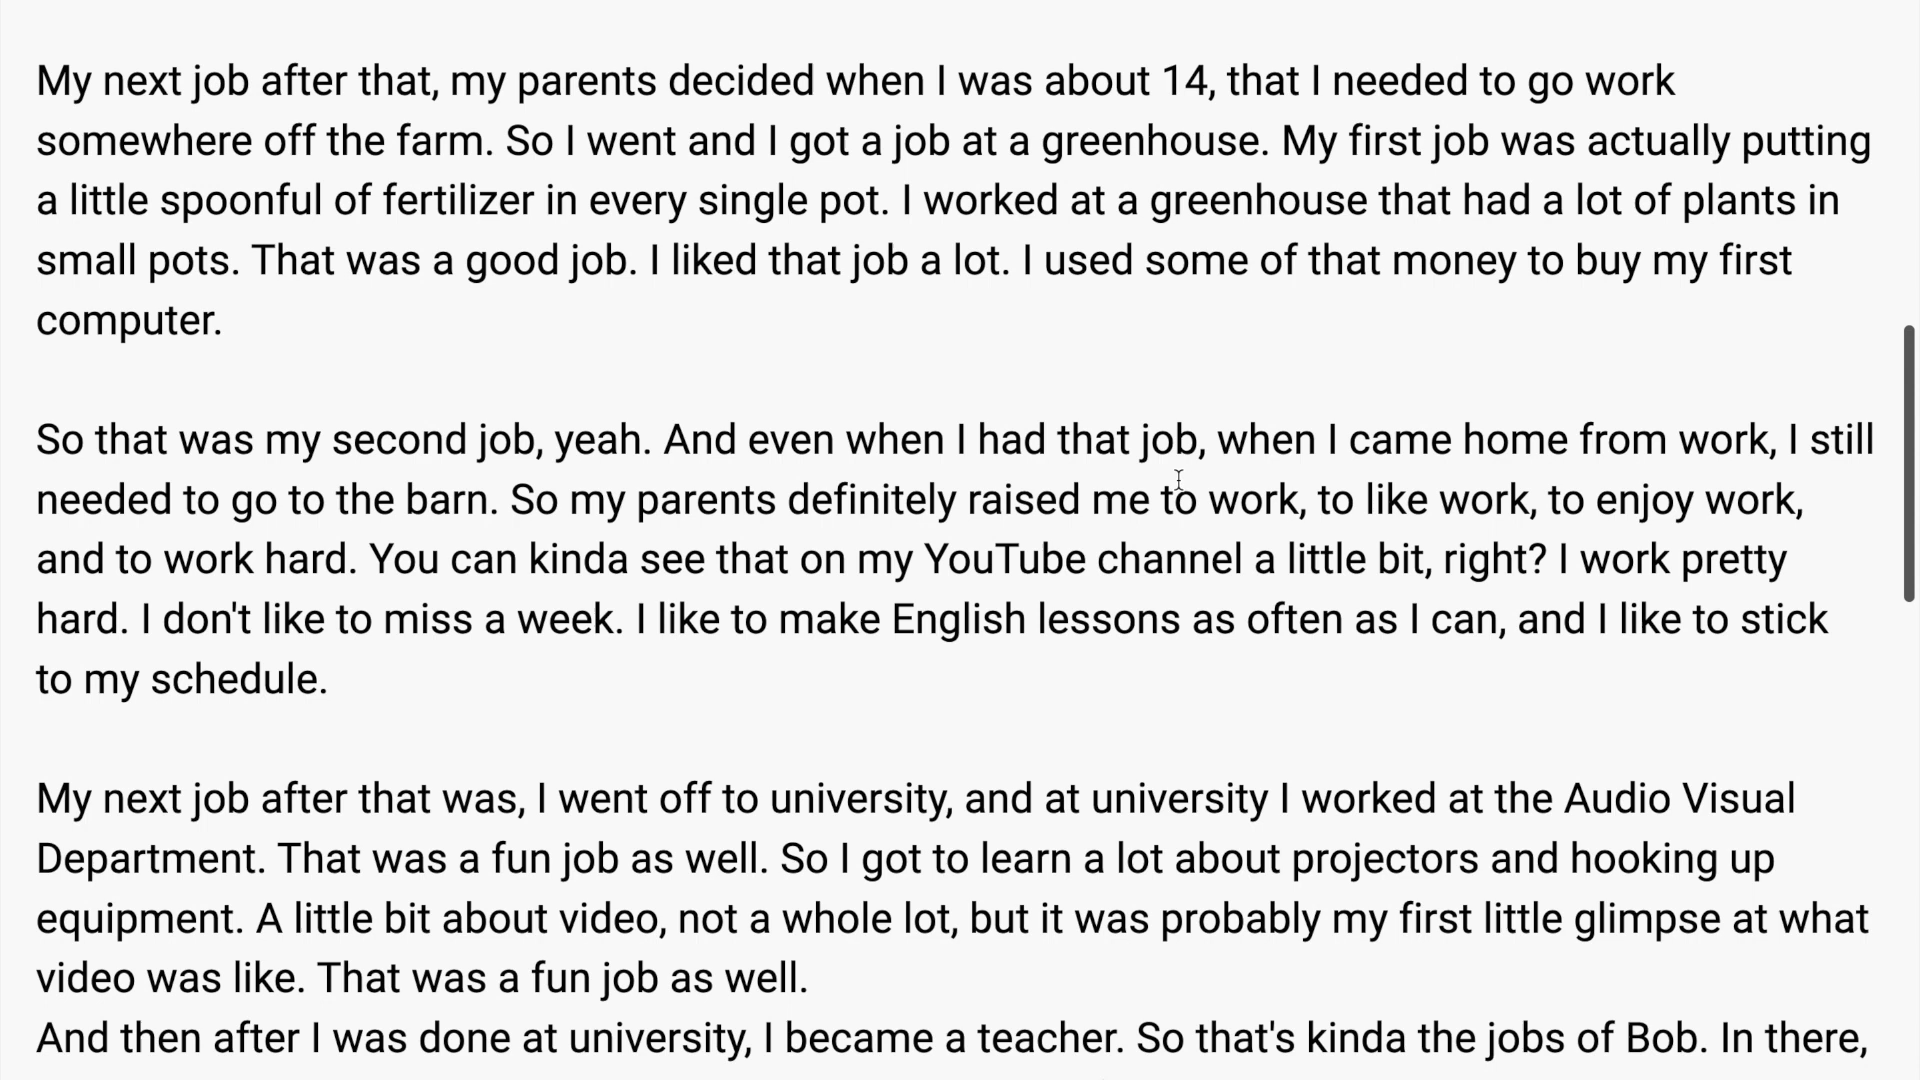 My next job after that, my parents decided when I was about 14, that I needed to go work
somewhere off the farm. So I went and I got a job at a greenhouse. My first job was actually putting
a little spoonful of fertilizer in every single pot. I worked at a greenhouse that had a lot of plants in
small pots. That was a good job. I liked that job a lot. I used some of that money to buy my first
computer.
So that was my second job, yeah. And even when I had that job, when I came home from work, I still
needed to go to the barn. So my parents definitely raised me to work, to like work, to enjoy work,
and to work hard. You can kinda see that on my YouTube channel a little bit, right? I work pretty
hard. I don't like to miss a week. I like to make English lessons as often as I can, and I like to stick
to my schedule.
My next job after that was, I went off to university, and at university I worked at the Audio Visual
Department. That was a fun job as well. So I got to learn a lot about projectors and hooking up
equipment. A little bit about video, not a whole lot, but it was probably my first little glimpse at what
video was like. That was a fun job as well.
And then after I was done at university, I became a teacher. So that's kinda the jobs of Bob. In there,